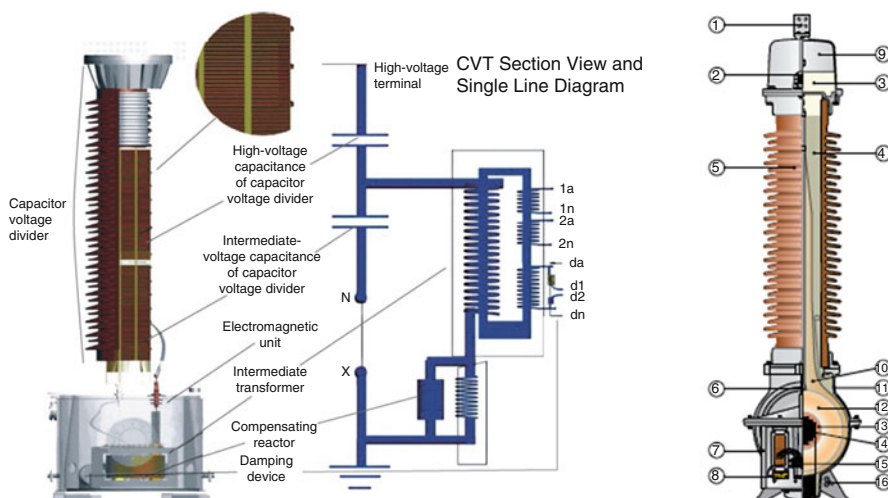 CVT Section View and
Single Line Diagram
High-voltage
terminal
High-voltage
capacitance
of capacitor
voltage divider
Capacitor
voltage
divider
Intermediate-
voltage capacitance
of capacitor
voltage divider
Electromagnetic
unit
Intermediate
transformer
Compensating
reactor
Damping
device
N
X
1a
1n
2a
2n
da
d1
d2
dn
1
2
3
4
5
6
7
8
9
10
11
12
13
14
15
16